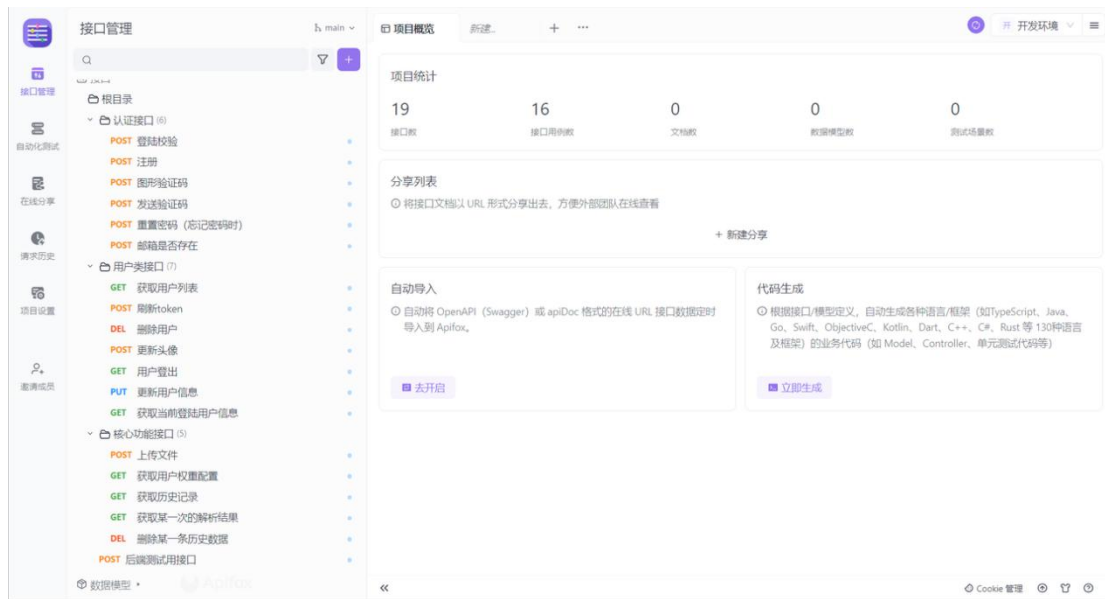 接口管理
main
项目概览
新建...
开发环境
接口管理
自动化测试
在线分享
请求历史
项目设置
邀请成员
接口
根目录
认证接口 (6)
POST 登陆校验
POST 注册
POST 图形验证码
POST 发送验证码
POST 重置密码（忘记密码时）
POST 邮箱是否存在
用户类接口 (7)
GET 获取用户列表
POST 刷新token
DEL 删除用户
POST 更新头像
GET 用户登出
PUT 更新用户信息
GET 获取当前登陆用户信息
核心功能接口 (5)
POST 上传文件
GET 获取用户权重配置
GET 获取历史记录
GET 获取某一次的解析结果
DEL 删除某一条历史数据
POST 后端测试用接口
数据模型
Apifox
项目统计
19
接口数
16
接口用例数
0
文档数
0
数据模型数
0
测试场景数
分享列表
将接口文档以 URL 形式分享出去，方便外部团队在线查看
+ 新建分享
自动导入
自动将 OpenAPI（Swagger）或 apiDoc 格式的在线 URL 接口数据定时
导入到 Apifox。
去开启
代码生成
根据接口/模型定义，自动生成各种语言/框架（如TypeScript、Java、
Go、Swift、ObjectiveC、Kotlin、Dart、C++、C#、Rust 等 130种语言
及框架）的业务代码（如 Model、Controller、单元测试代码等）
立即生成
Cookie 管理